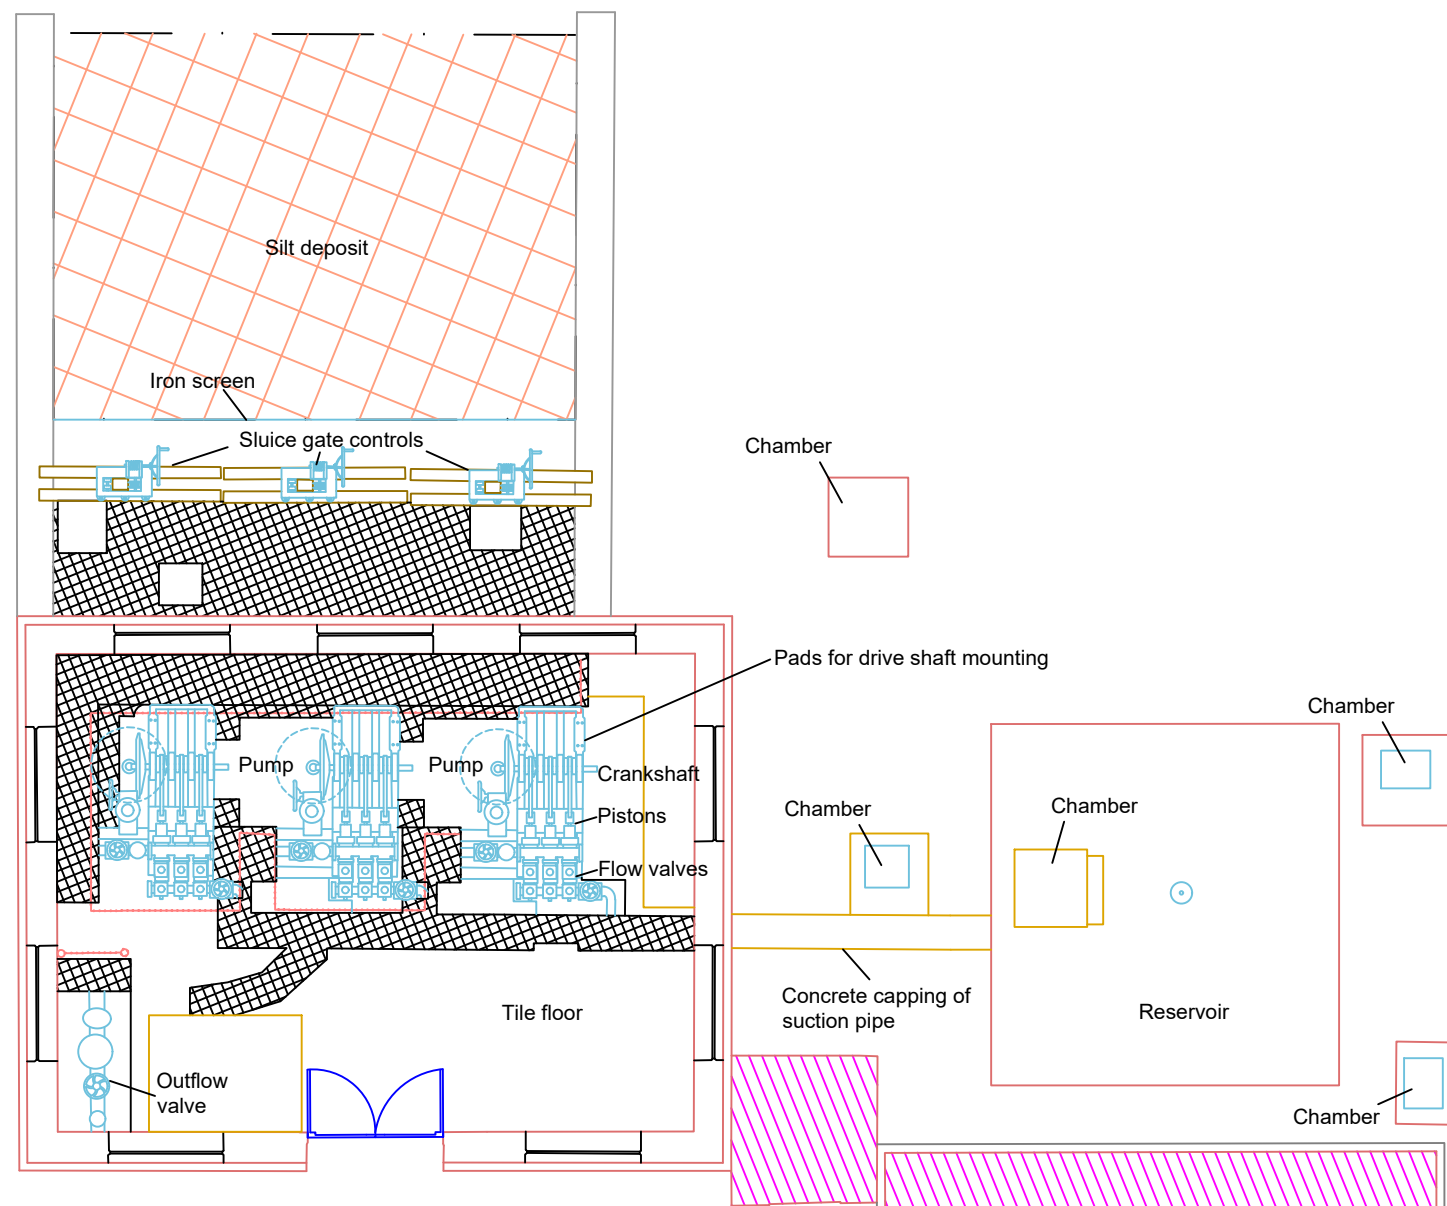 Silt deposit
Iron screen
Sluice gate controls
Chamber
Pads for drive shaft mounting
Chamber
Pump
Pump
Crankshaft
Chamber
Chamber
Pistons
Flow valves
Concrete capping of
suction pipe
Tile floor
Reservoir
Outflow
valve
Chamber